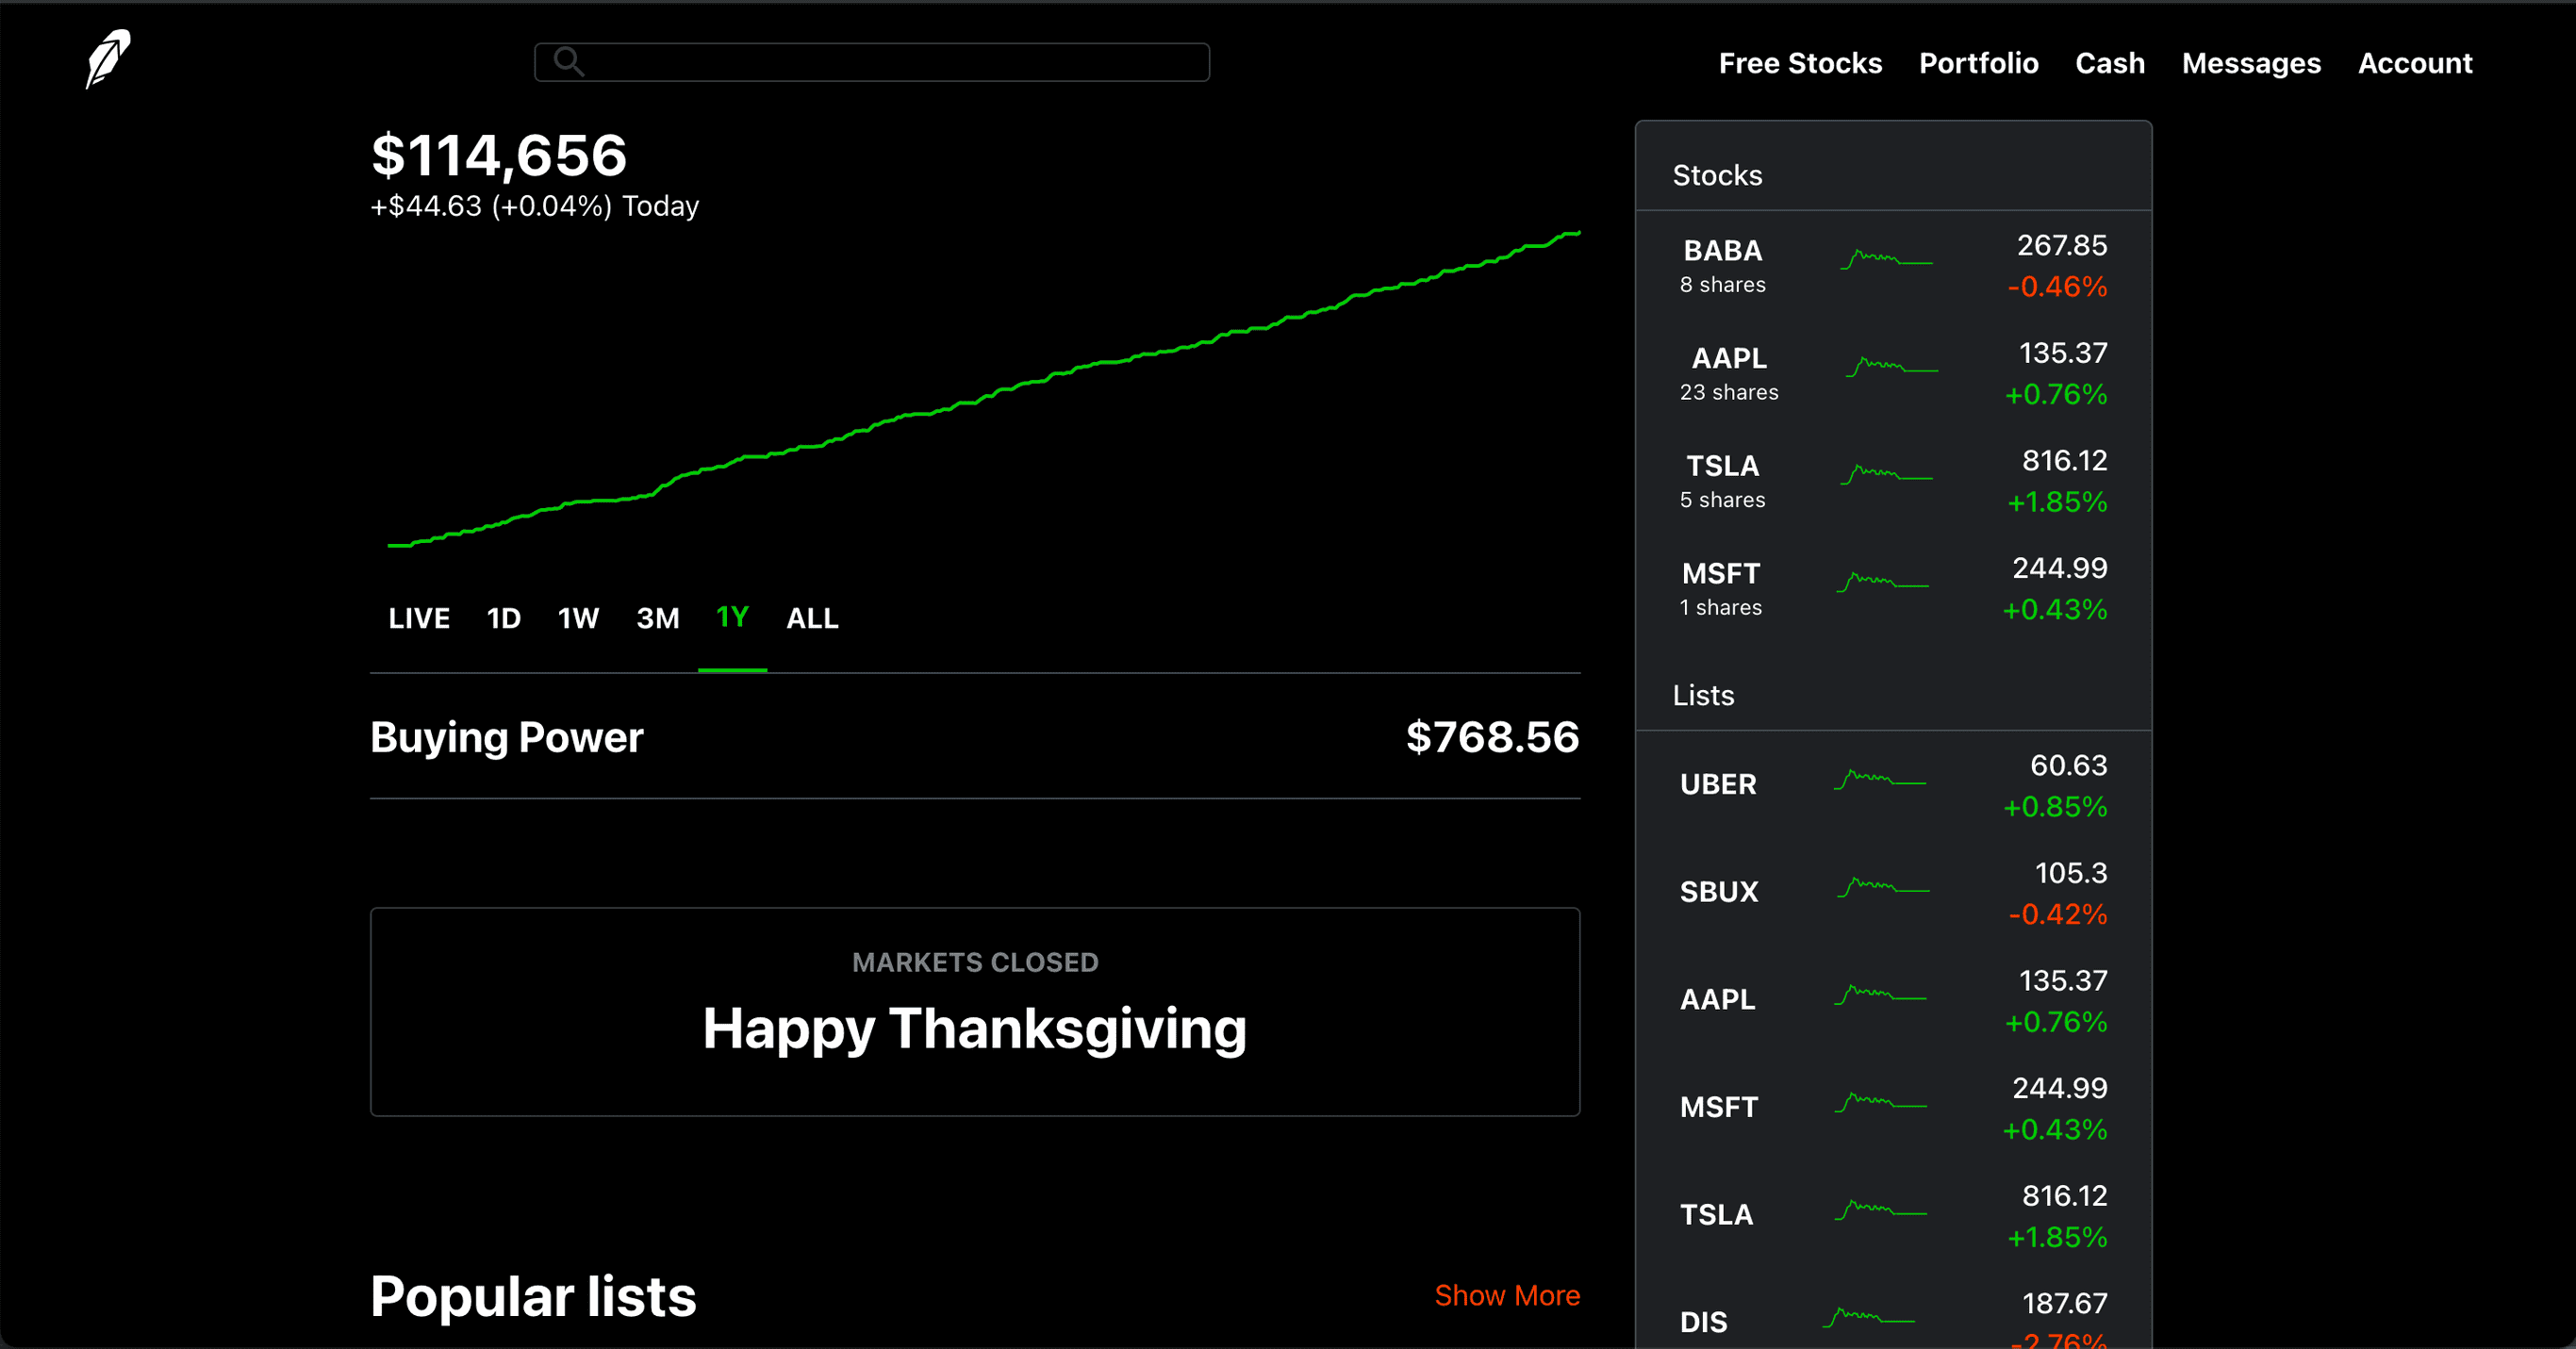 Free Stocks Portfolio Cash Messages Account
$114,656
+$44.63 (+0.04%) Today
LIVE 1D 1W 3M 1Y ALL
Buying Power $768.56
MARKETS CLOSED
Happy Thanksgiving
Popular lists Show More
Stocks
BABA 267.85
8 shares -0.46%
AAPL 135.37
23 shares +0.76%
TSLA 816.12
5 shares +1.85%
MSFT 244.99
1 shares +0.43%
Lists
UBER 60.63
+0.85%
SBUX 105.3
-0.42%
AAPL 135.37
+0.76%
MSFT 244.99
+0.43%
TSLA 816.12
+1.85%
DIS 187.67
-2.76%